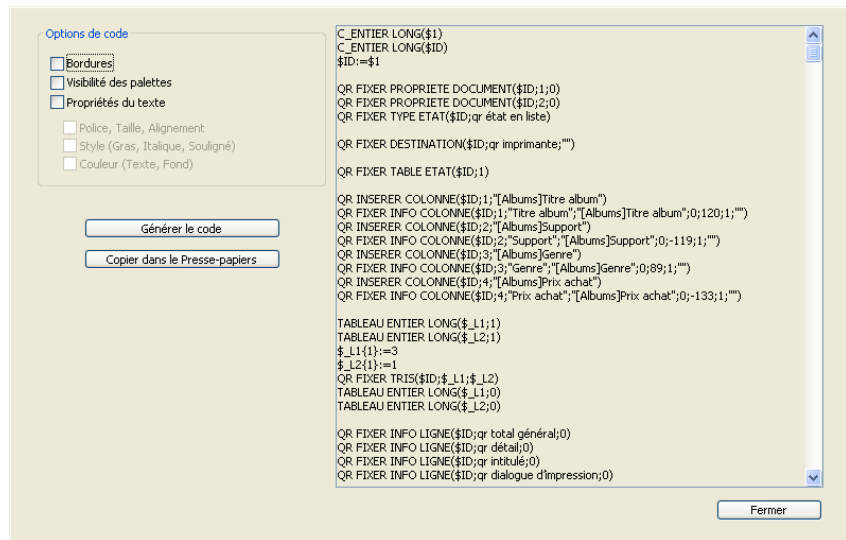 Options de code
Bordures
Visibilité des palettes
Propriétés du texte
Police, Taille, Alignement
Style (Gras, Italique, Souligné)
Couleur (Texte, Fond)
Générer le code
Copier dans le Presse-papiers
C_ENTIER LONG($1)
C_ENTIER LONG($ID)
$ID:=$1
QR FIXER PROPRIETE DOCUMENT($ID;1;0)
QR FIXER PROPRIETE DOCUMENT($ID;2;0)
QR FIXER TYPE ETAT($ID;qr état en liste)
QR FIXER DESTINATION($ID;qr imprimante;"")
QR FIXER TABLE ETAT($ID;1)
QR INSERER COLONNE($ID;1;"[Albums]Titre album")
QR FIXER INFO COLONNE($ID;1;"Titre album";"[Albums]Titre album";0;120;1;"")
QR INSERER COLONNE($ID;2;"[Albums]Support")
QR FIXER INFO COLONNE($ID;2;"Support";"[Albums]Support";0;-119;1;"")
QR INSERER COLONNE($ID;3;"[Albums]Genre")
QR FIXER INFO COLONNE($ID;3;"Genre";"[Albums]Genre";0;89;1;"")
QR INSERER COLONNE($ID;4;"[Albums]Prix achat")
QR FIXER INFO COLONNE($ID;4;"Prix achat";"[Albums]Prix achat";0;-133;1;"")
TABLEAU ENTIER LONG($_L1;1)
TABLEAU ENTIER LONG($_L2;1)
$_L1{1}:=3
$_L2{1}:=1
QR FIXER TRIS($ID;$_L1;$_L2)
TABLEAU ENTIER LONG($_L1;0)
TABLEAU ENTIER LONG($_L2;0)
QR FIXER INFO LIGNE($ID;qr total général;0)
QR FIXER INFO LIGNE($ID;qr détail;0)
QR FIXER INFO LIGNE($ID;qr intitulé;0)
QR FIXER INFO LIGNE($ID;qr dialogue d'impression;0)
Fermer